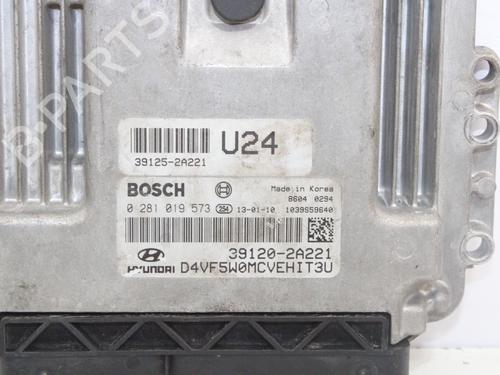 B-PARTS
U24
39125-2A221
BOSCH
Made in Korea
8604 0294
0 281 019 573 254 13-01-10 1039S59640
39120-2A221
HYUNDAI D4VF5W0MCVEHIT3U